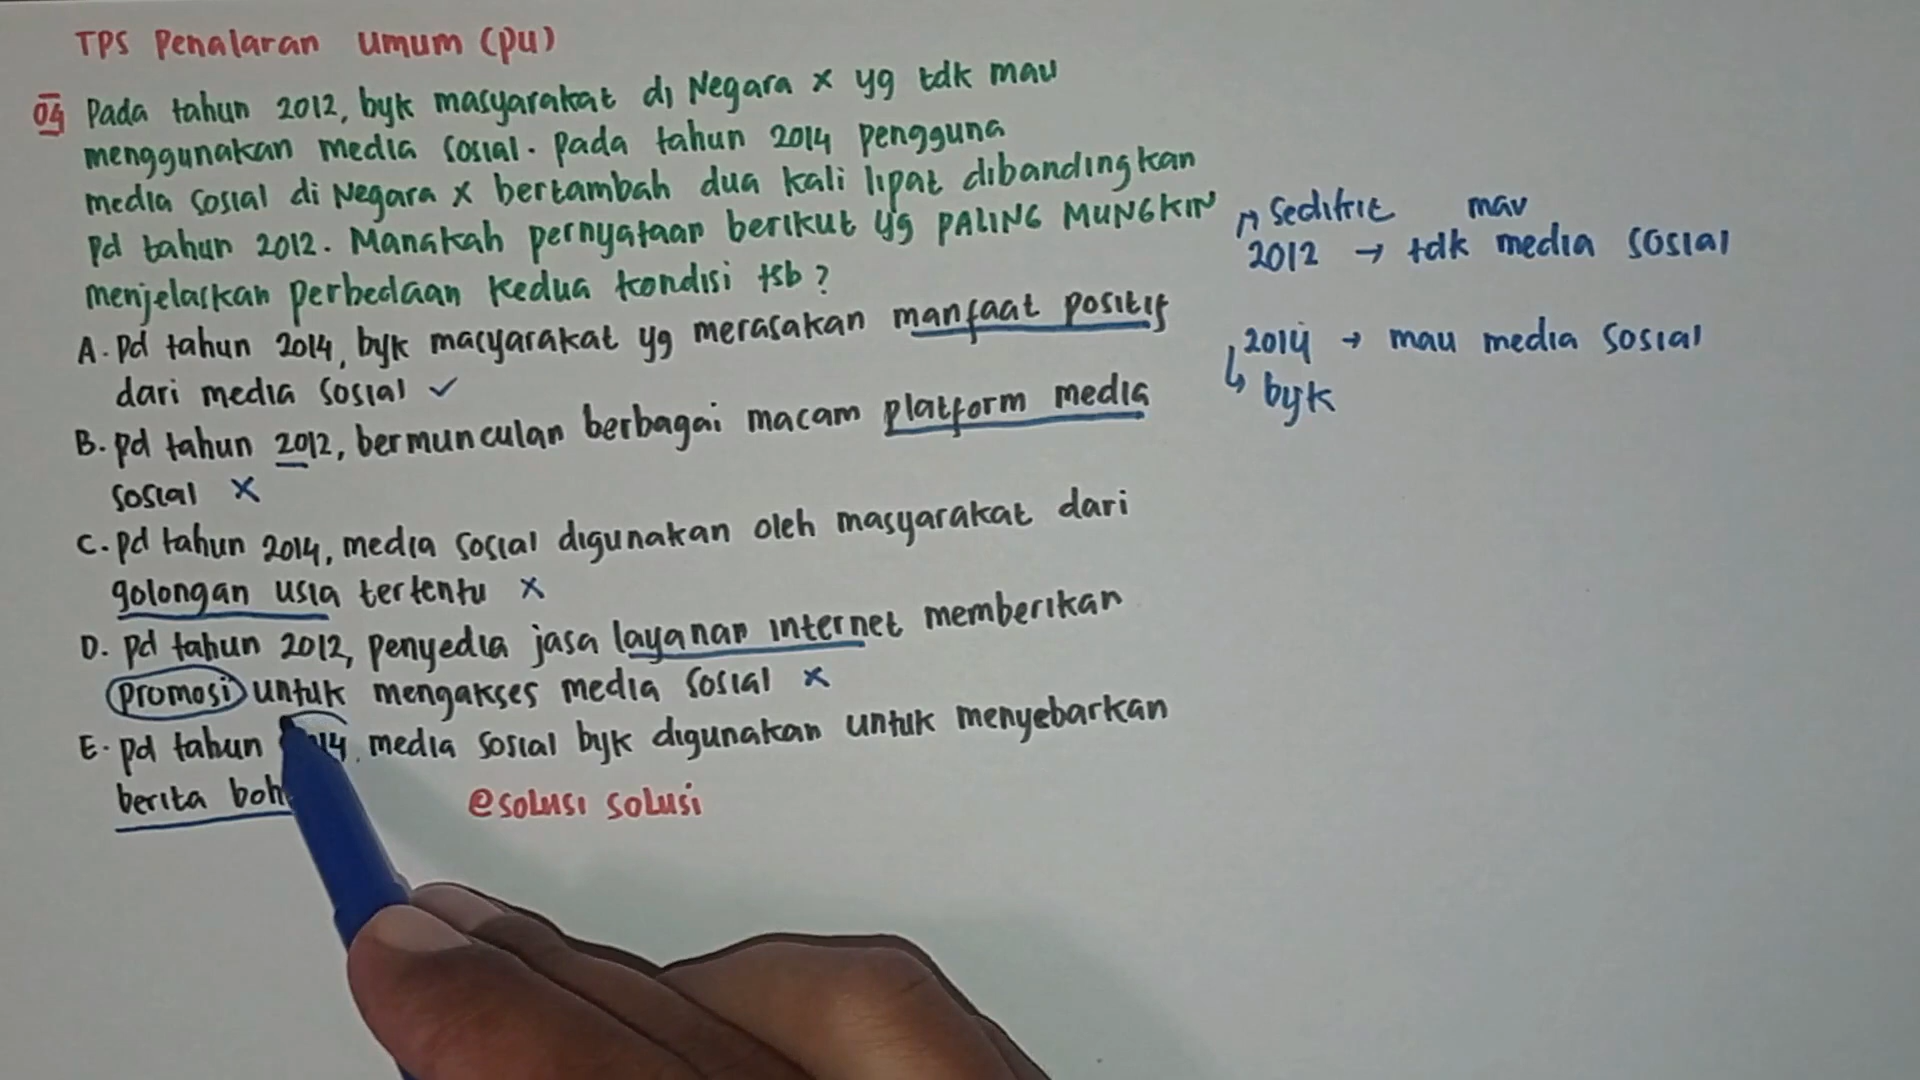 TPS Penalaran Umum (PU)
04 Pada tahun 2012, byk masyarakat di Negara x yg tdk mau
menggunakan media sosial. Pada tahun 2014 pengguna
media sosial di Negara x bertambah dua kali lipat dibandingkan
Pd tahun 2012. Manakah pernyataan berikut yg PALING MUNGKIN
menjelaskan perbedaan kedua kondisi tsb?
A. Pd tahun 2014, byk masyarakat yg merasakan manfaat positif
dari media sosial ✓
B. Pd tahun 2012, bermunculan berbagai macam platform media
sosial X
C. Pd tahun 2014, media sosial digunakan oleh masyarakat dari
golongan usia tertentu X
D. Pd tahun 2012, Penyedia jasa layanan internet memberikan
promosi untuk mengakses media sosial X
E. Pd tahun media sosial byk digunakan untuk menyebarkan
berita
@solusi solusi
sedikit mau
2012 → tdk media sosial
2014 → mau media sosial
↳ byk